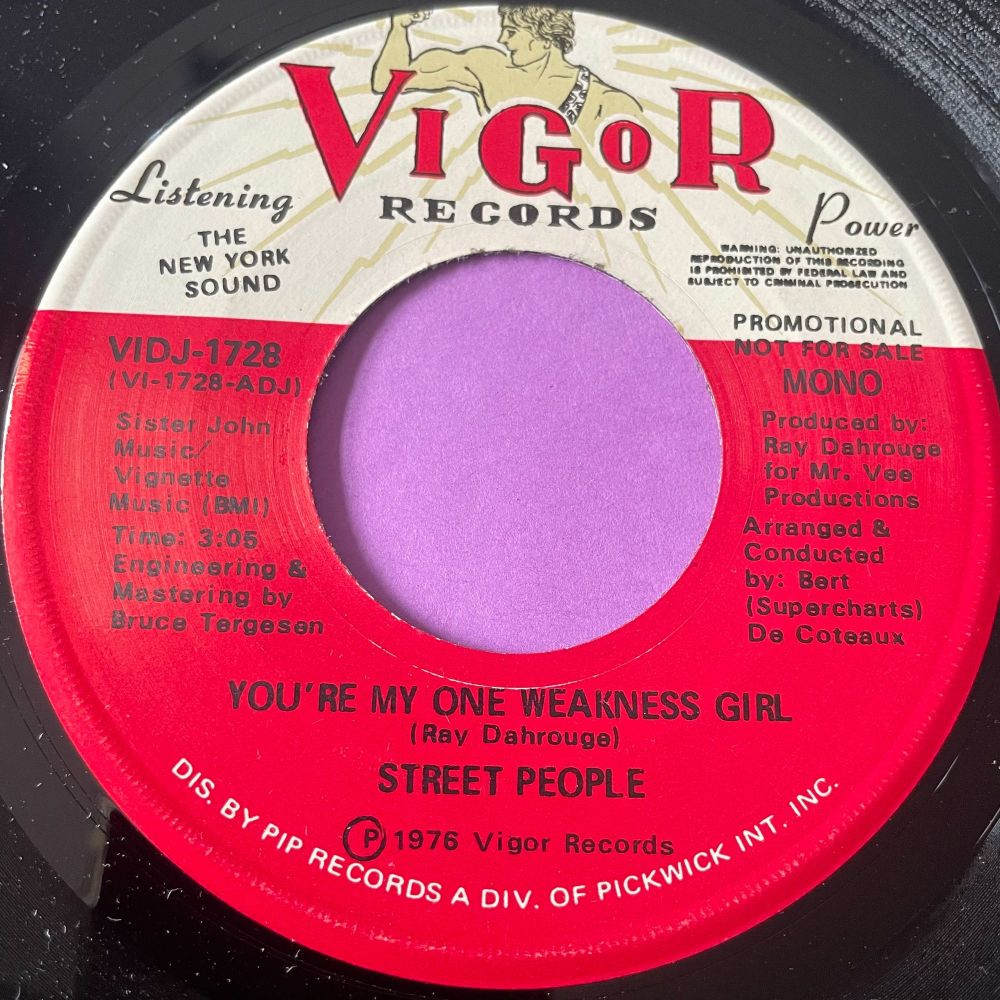 VIGOR
RECORDS
Listening
Power
THE
NEW YORK
SOUND
WARNING: UNAUTHORIZED
REPRODUCTION OF THIS RECORDING
IS PROHIBITED BY FEDERAL LAW AND
SUBJECT TO CRIMINAL PROSECUTION
PROMOTIONAL
NOT FOR SALE
VIDJ-1728
(VI-1728-ADJ)
MONO
Sister John
Music/
Vignette
Music (BMI)
Time: 3:05
Engineering &
Mastering by
Bruce Tergesen
Produced by:
Ray Dahrouge
for Mr. Vee
Productions
Arranged &
Conducted
by: Bert
(Supercharts)
De Coteaux
YOU'RE MY ONE WEAKNESS GIRL
(Ray Dahrouge)
STREET PEOPLE
Ⓟ 1976 Vigor Records
DIS. BY PIP RECORDS A DIV. OF PICKWICK INT. INC.